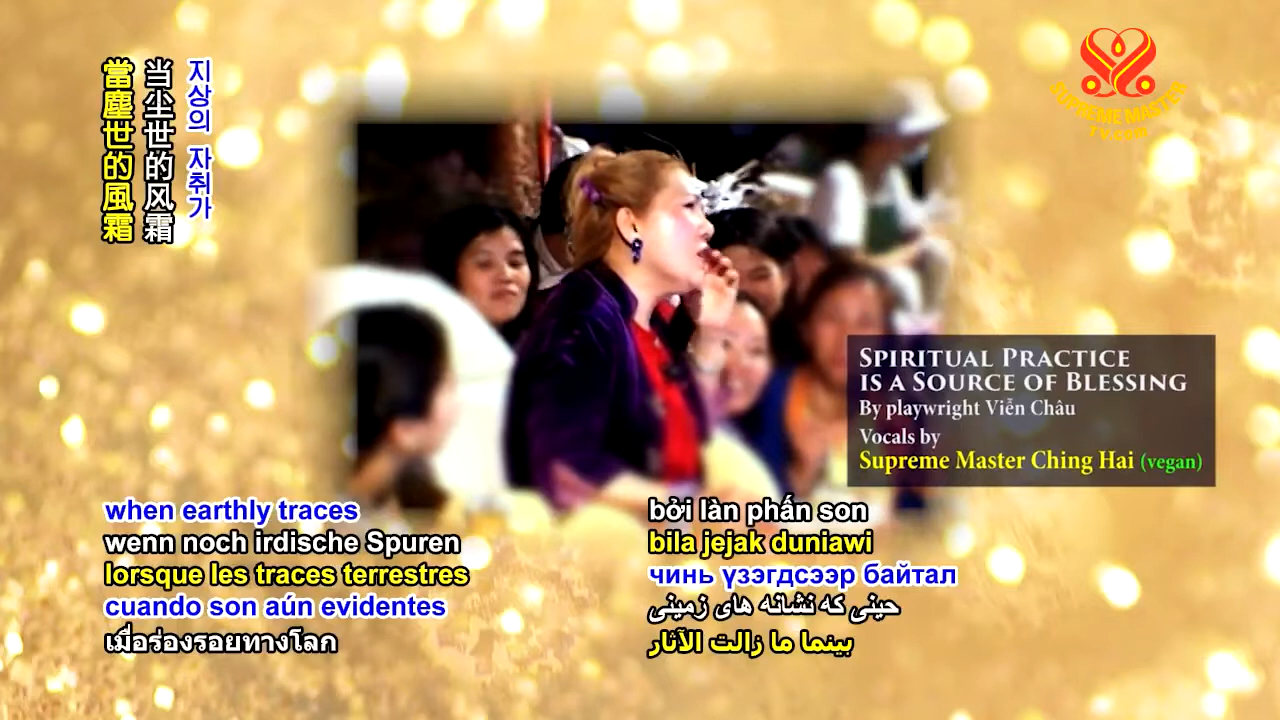 當塵世的風霜
当尘世的风霜
지상의 자취가
SUPREME MASTER
TV.COM
SPIRITUAL PRACTICE
IS A SOURCE OF BLESSING
By playwright Viễn Châu
Vocals by
Supreme Master Ching Hai (vegan)
when earthly traces
wenn noch irdische Spuren
lorsque les traces terrestres
cuando son aún evidentes
เมื่อร่องรอยทางโลก
bởi làn phấn son
bila jejak duniawi
чинь үзэгдсээр байтал
حینی که نشانه های زمینی
بينما ما زالت الآثار